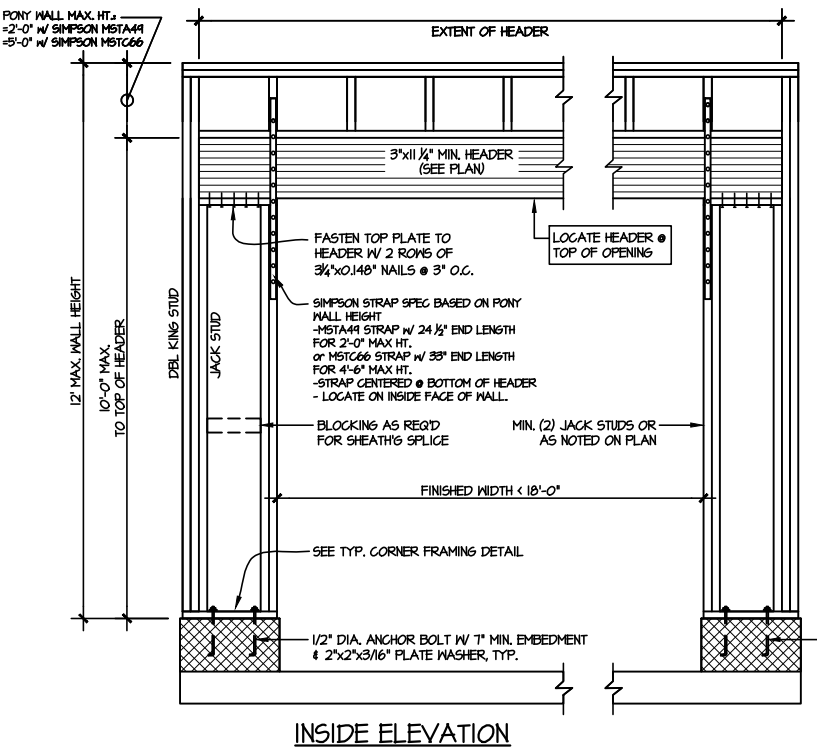 PONY WALL MAX. HT.:
=2'-0" W/ SIMPSON MSTA49
=5'-0" W/ SIMPSON MSTC66
EXTENT OF HEADER
3"x11 1/4" MIN. HEADER
(SEE PLAN)
FASTEN TOP PLATE TO
HEADER W/ 2 ROWS OF
3 1/4"x0.148" NAILS @ 3" O.C.
LOCATE HEADER @
TOP OF OPENING
SIMPSON STRAP SPEC BASED ON PONY
WALL HEIGHT
-MSTA49 STRAP w/ 24 1/2" END LENGTH
FOR 2'-0" MAX HT.
or MSTC66 STRAP w/ 33" END LENGTH
FOR 4'-6" MAX HT.
-STRAP CENTERED @ BOTTOM OF HEADER
- LOCATE ON INSIDE FACE OF WALL.
12' MAX. WALL HEIGHT
10'-0" MAX.
TO TOP OF HEADER
DBL KING STUD
JACK STUD
BLOCKING AS REQ'D
FOR SHEATH'G SPLICE
MIN. (2) JACK STUDS OR
AS NOTED ON PLAN
FINISHED WIDTH < 18'-0"
SEE TYP. CORNER FRAMING DETAIL
1/2" DIA. ANCHOR BOLT W/ 7" MIN. EMBEDMENT
& 2"x2"x3/16" PLATE WASHER, TYP.
INSIDE ELEVATION